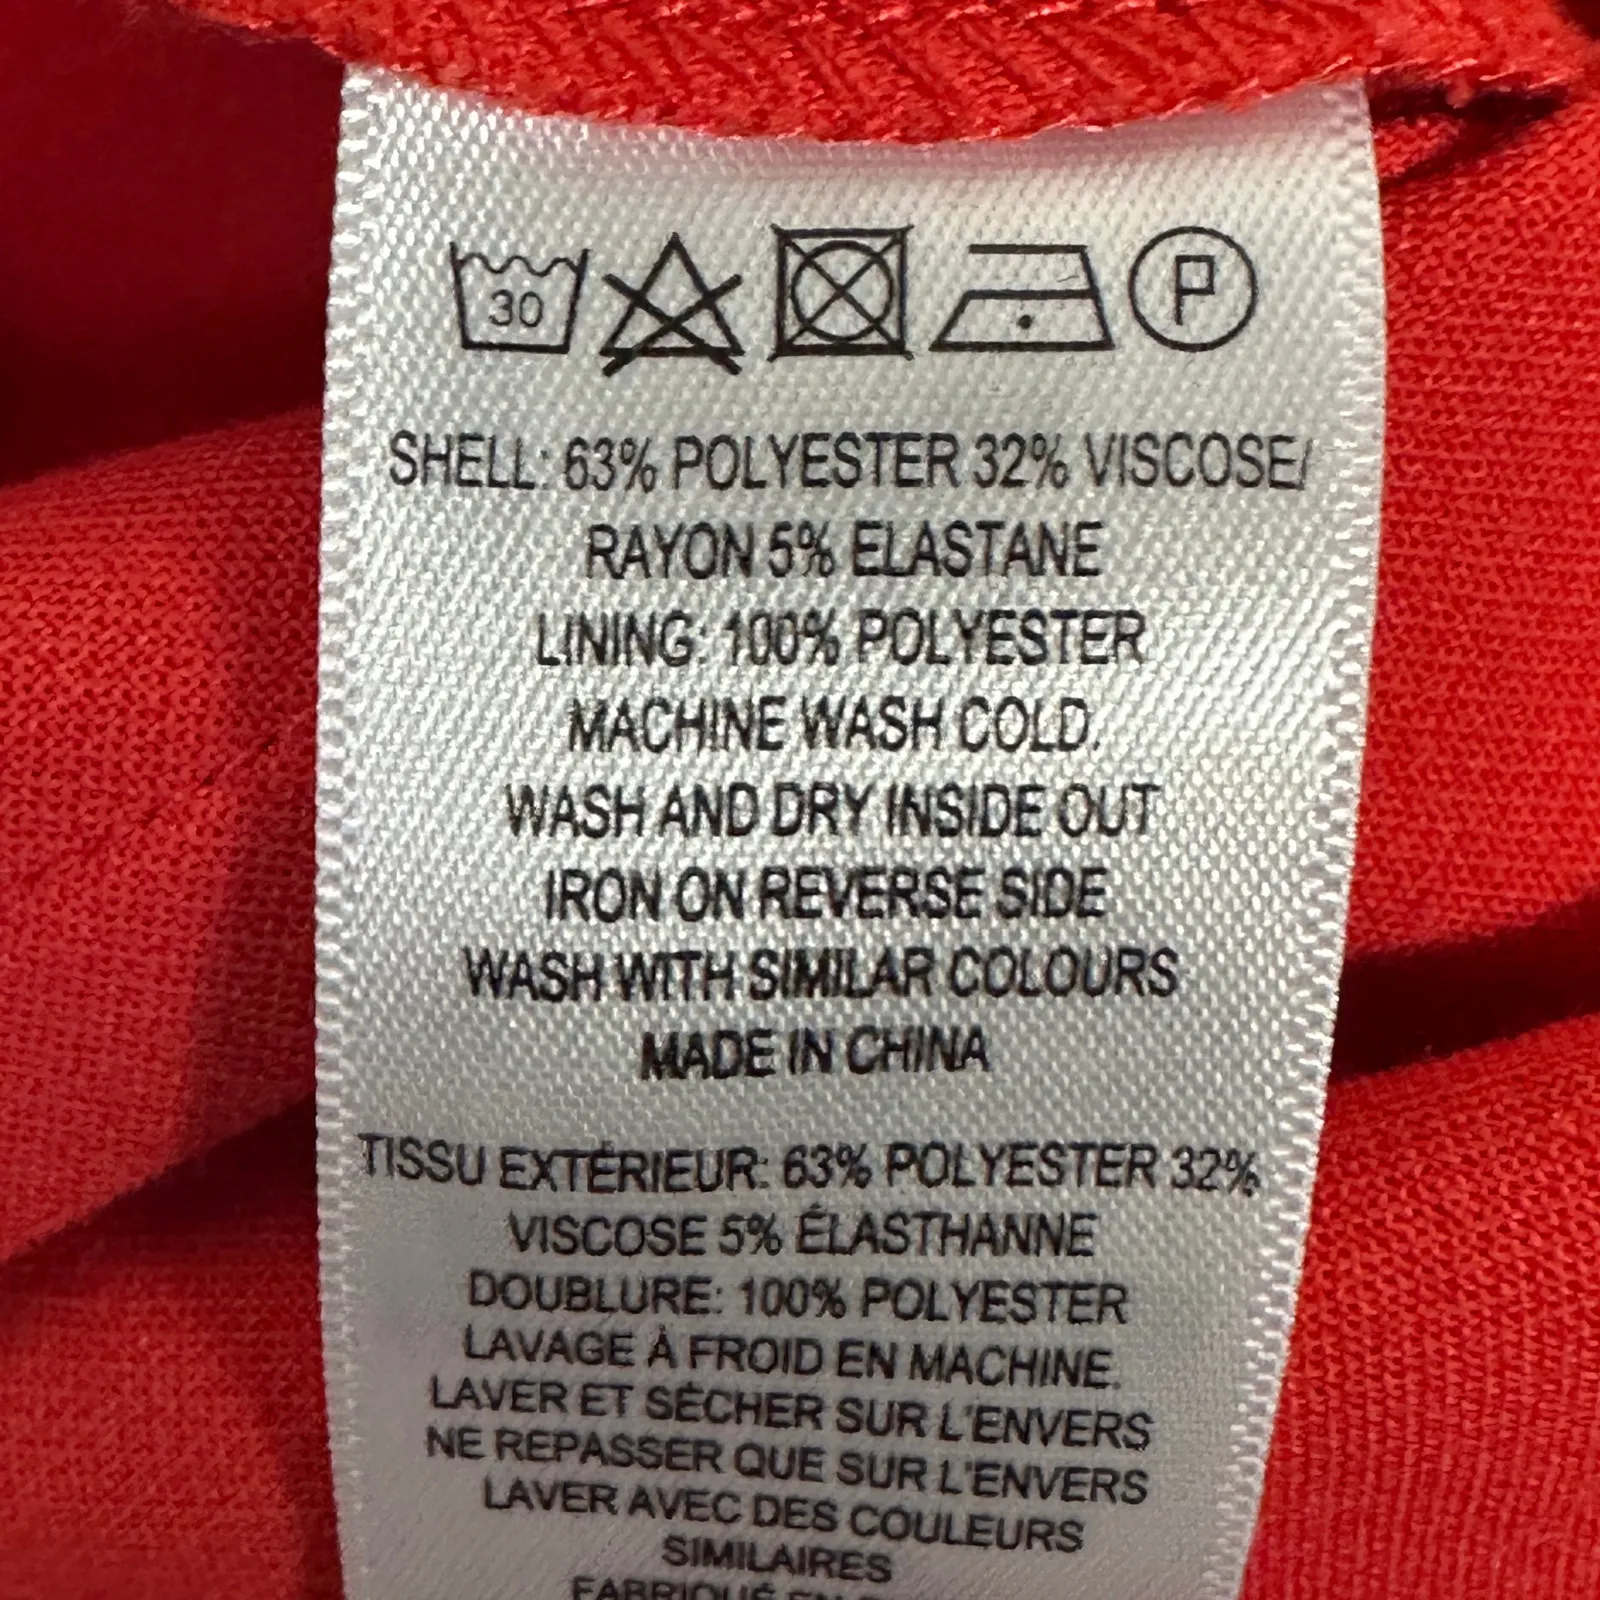 30
P
SHELL: 63% POLYESTER 32% VISCOSE/
RAYON 5% ELASTANE
LINING: 100% POLYESTER
MACHINE WASH COLD.
WASH AND DRY INSIDE OUT
IRON ON REVERSE SIDE
WASH WITH SIMILAR COLOURS
MADE IN CHINA
TISSU EXTÉRIEUR: 63% POLYESTER 32%
VISCOSE 5% ÉLASTHANNE
DOUBLURE: 100% POLYESTER
LAVAGE À FROID EN MACHINE.
LAVER ET SÉCHER SUR L'ENVERS
NE REPASSER QUE SUR L'ENVERS
LAVER AVEC DES COULEURS
SIMILAIRES
FABRIQUÉ EN